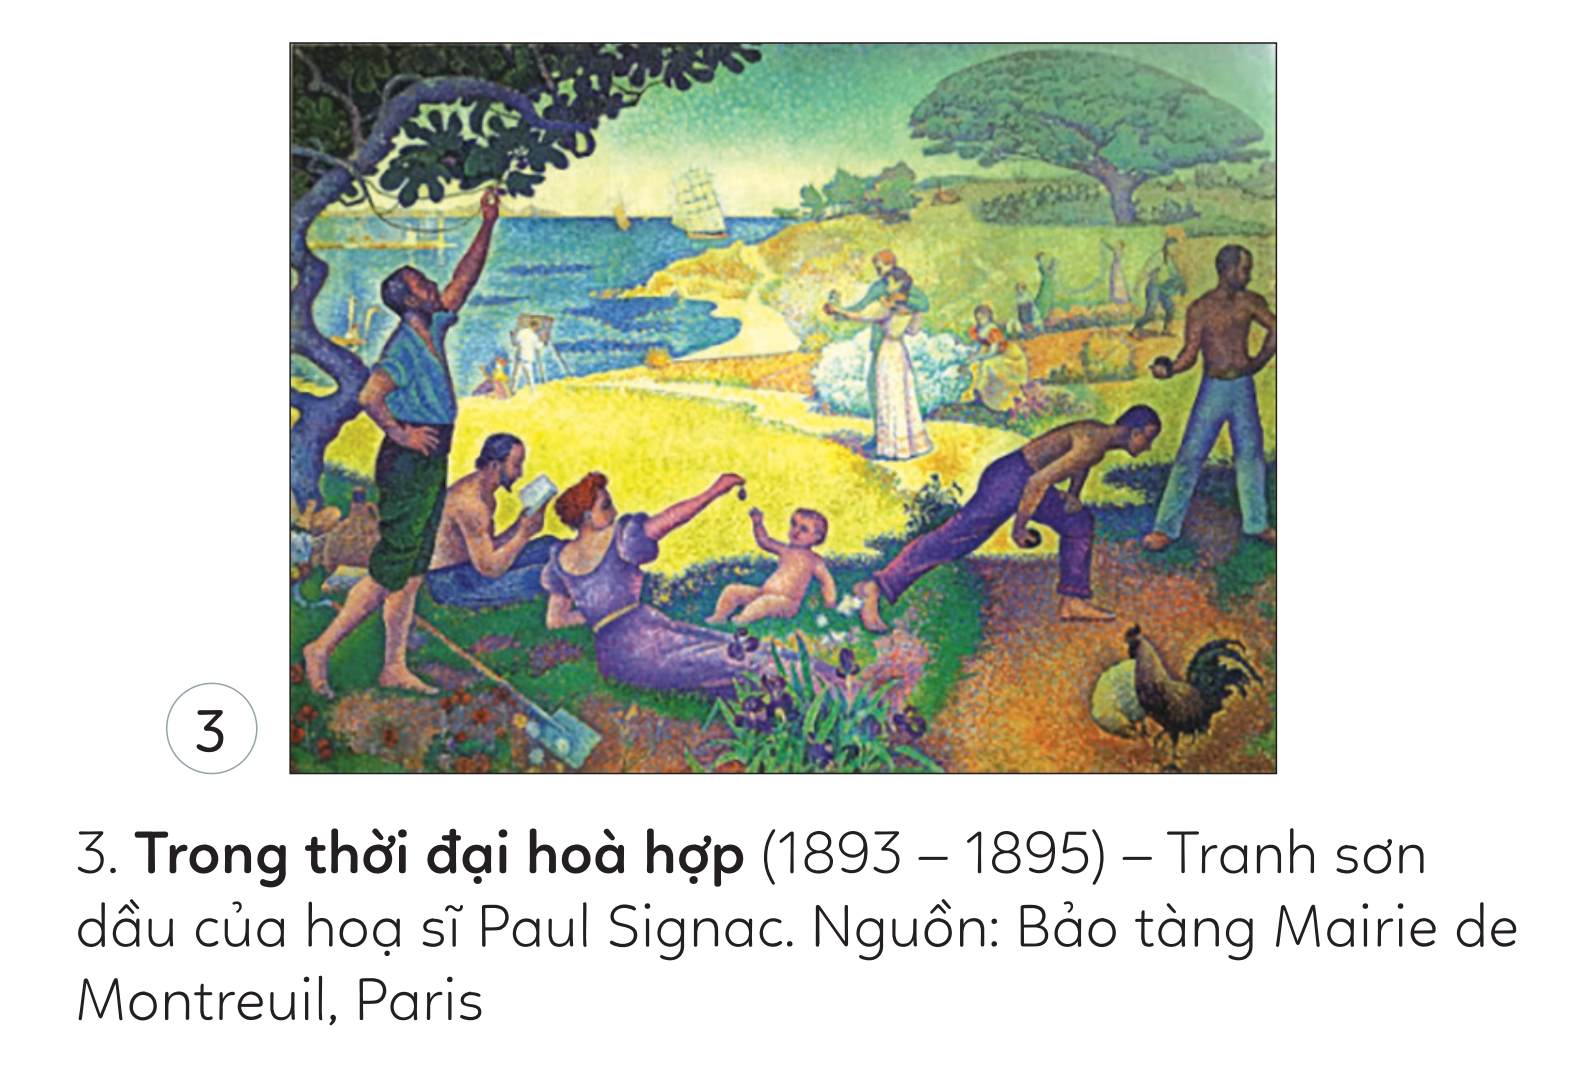 3
3. Trong thời đại hoà hợp (1893 – 1895) – Tranh sơn
dầu của hoạ sĩ Paul Signac. Nguồn: Bảo tàng Mairie de
Montreuil, Paris